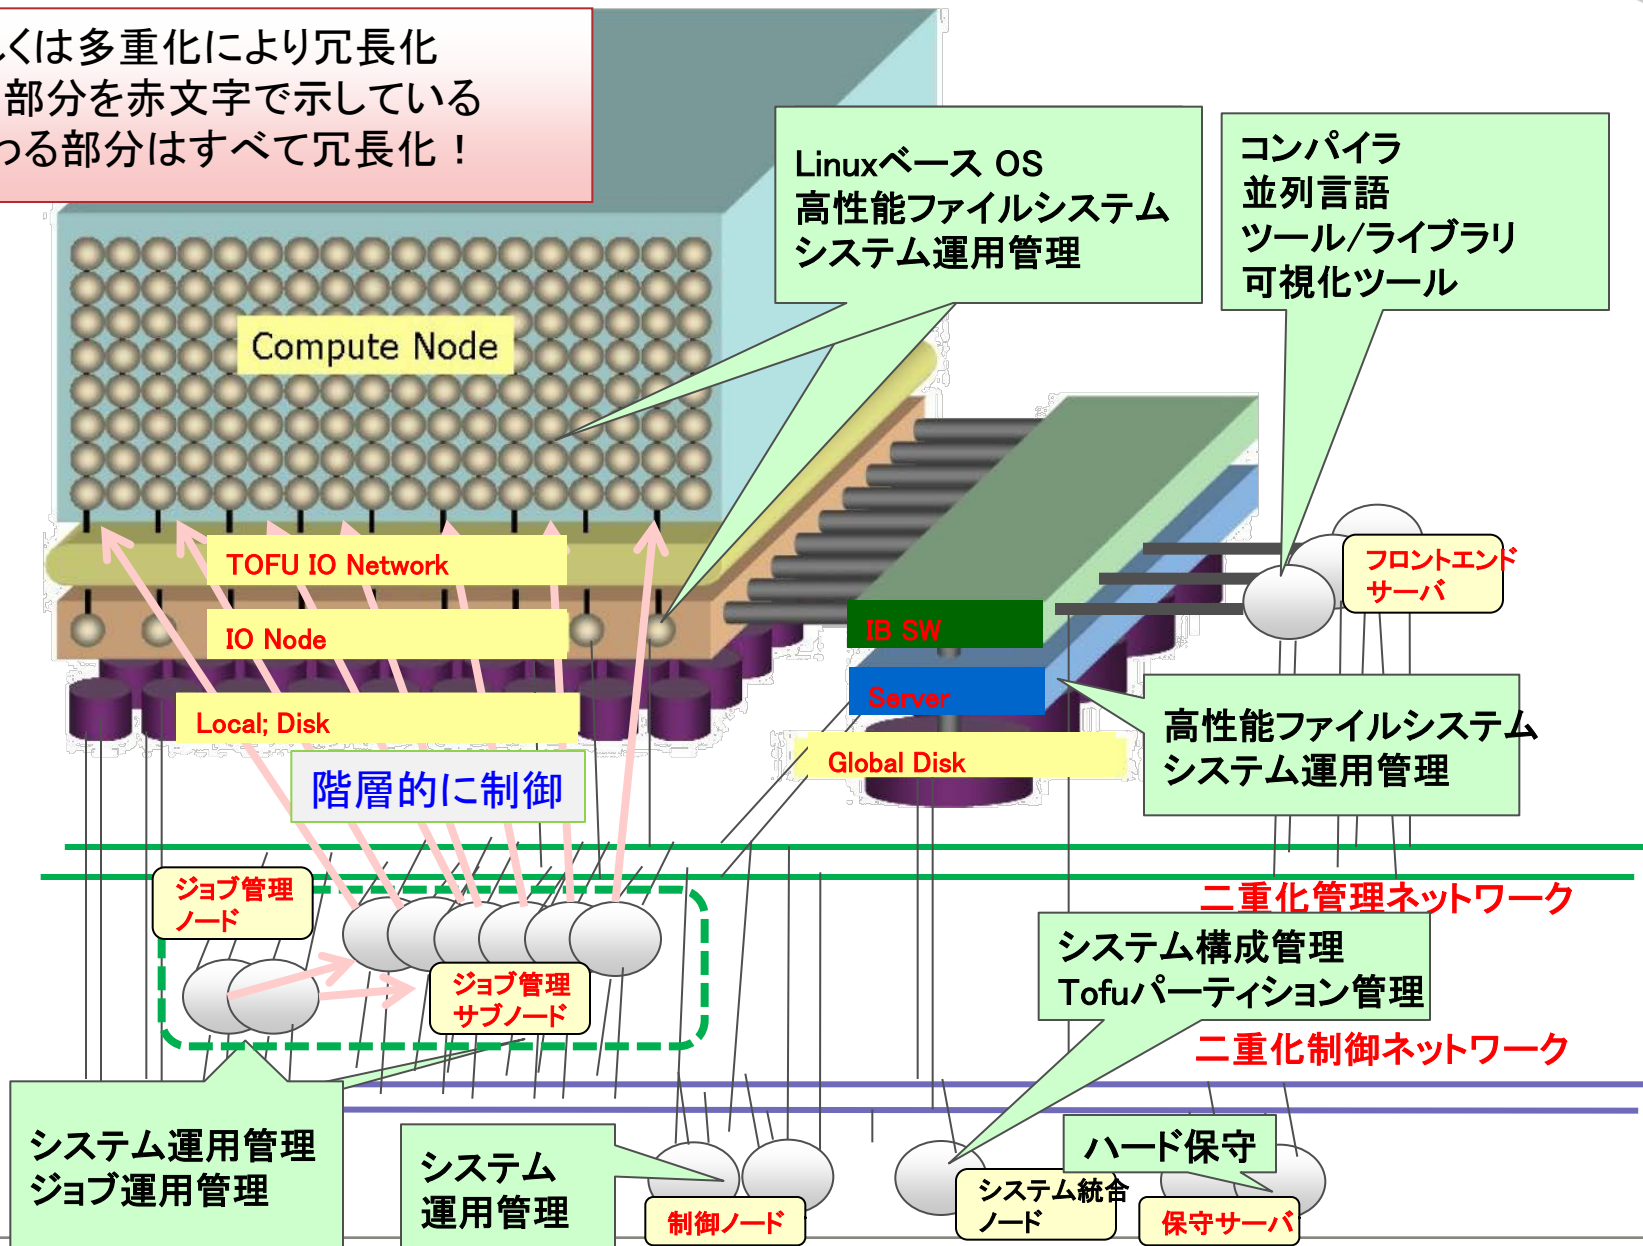 しくは多重化により冗長化
部分を赤文字で示している
わる部分はすべて冗長化！
Linuxベース OS
高性能ファイルシステム
システム運用管理
コンパイラ
並列言語
ツール/ライブラリ
可視化ツール
Compute Node
TOFU IO Network
IO Node
Local; Disk
階層的に制御
IB SW
Server
Global Disk
フロントエンド
サーバ
高性能ファイルシステム
システム運用管理
ジョブ管理
ノード
ジョブ管理
サブノード
二重化管理ネットワーク
システム構成管理
Tofuパーティション管理
二重化制御ネットワーク
システム運用管理
ジョブ運用管理
システム
運用管理
制御ノード
システム統合
ノード
ハード保守
保守サーバ